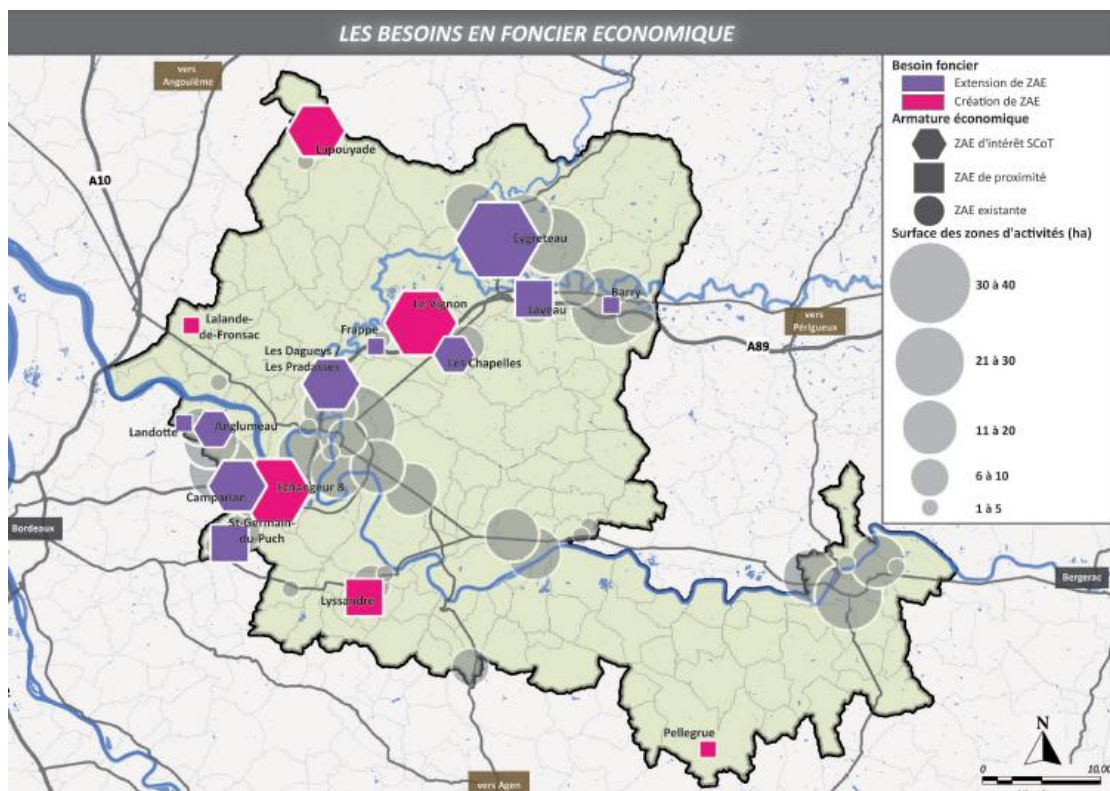 LES BESOINS EN FONCIER ECONOMIQUE
vers
Angoulême
A10
Lapouyade
Eygreteau
Le Vignon
Laveau
Barry
vers
Périgueux
A89
Lalande-
de-Fronsac
Frappe
Les Dagueys /
Les Pradasses
Les Chapelles
Landotte
Anglumeau
Camparian
Echangeur 8
St-Germain-
du-Puch
Bordeaux
Lyssandre
Bergerac
Pellegrue
vers Agen
Besoin foncier
Extension de ZAE
Création de ZAE
Armature économique
ZAE d'intérêt SCoT
ZAE de proximité
ZAE existante
Surface des zones d'activités (ha)
30 à 40
21 à 30
11 à 20
6 à 10
1 à 5
N
0